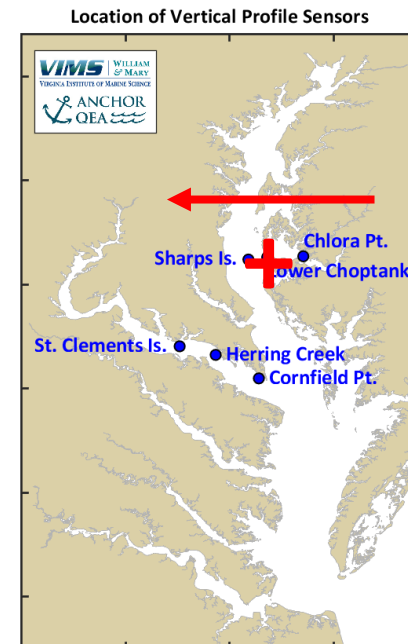 Location of Vertical Profile Sensors
VIMS | WILLIAM & MARY
VIRGINIA INSTITUTE OF MARINE SCIENCE
ANCHOR
QEA
Chlora Pt.
Sharps Is.
Lower Choptank
St. Clements Is.
Herring Creek
Cornfield Pt.